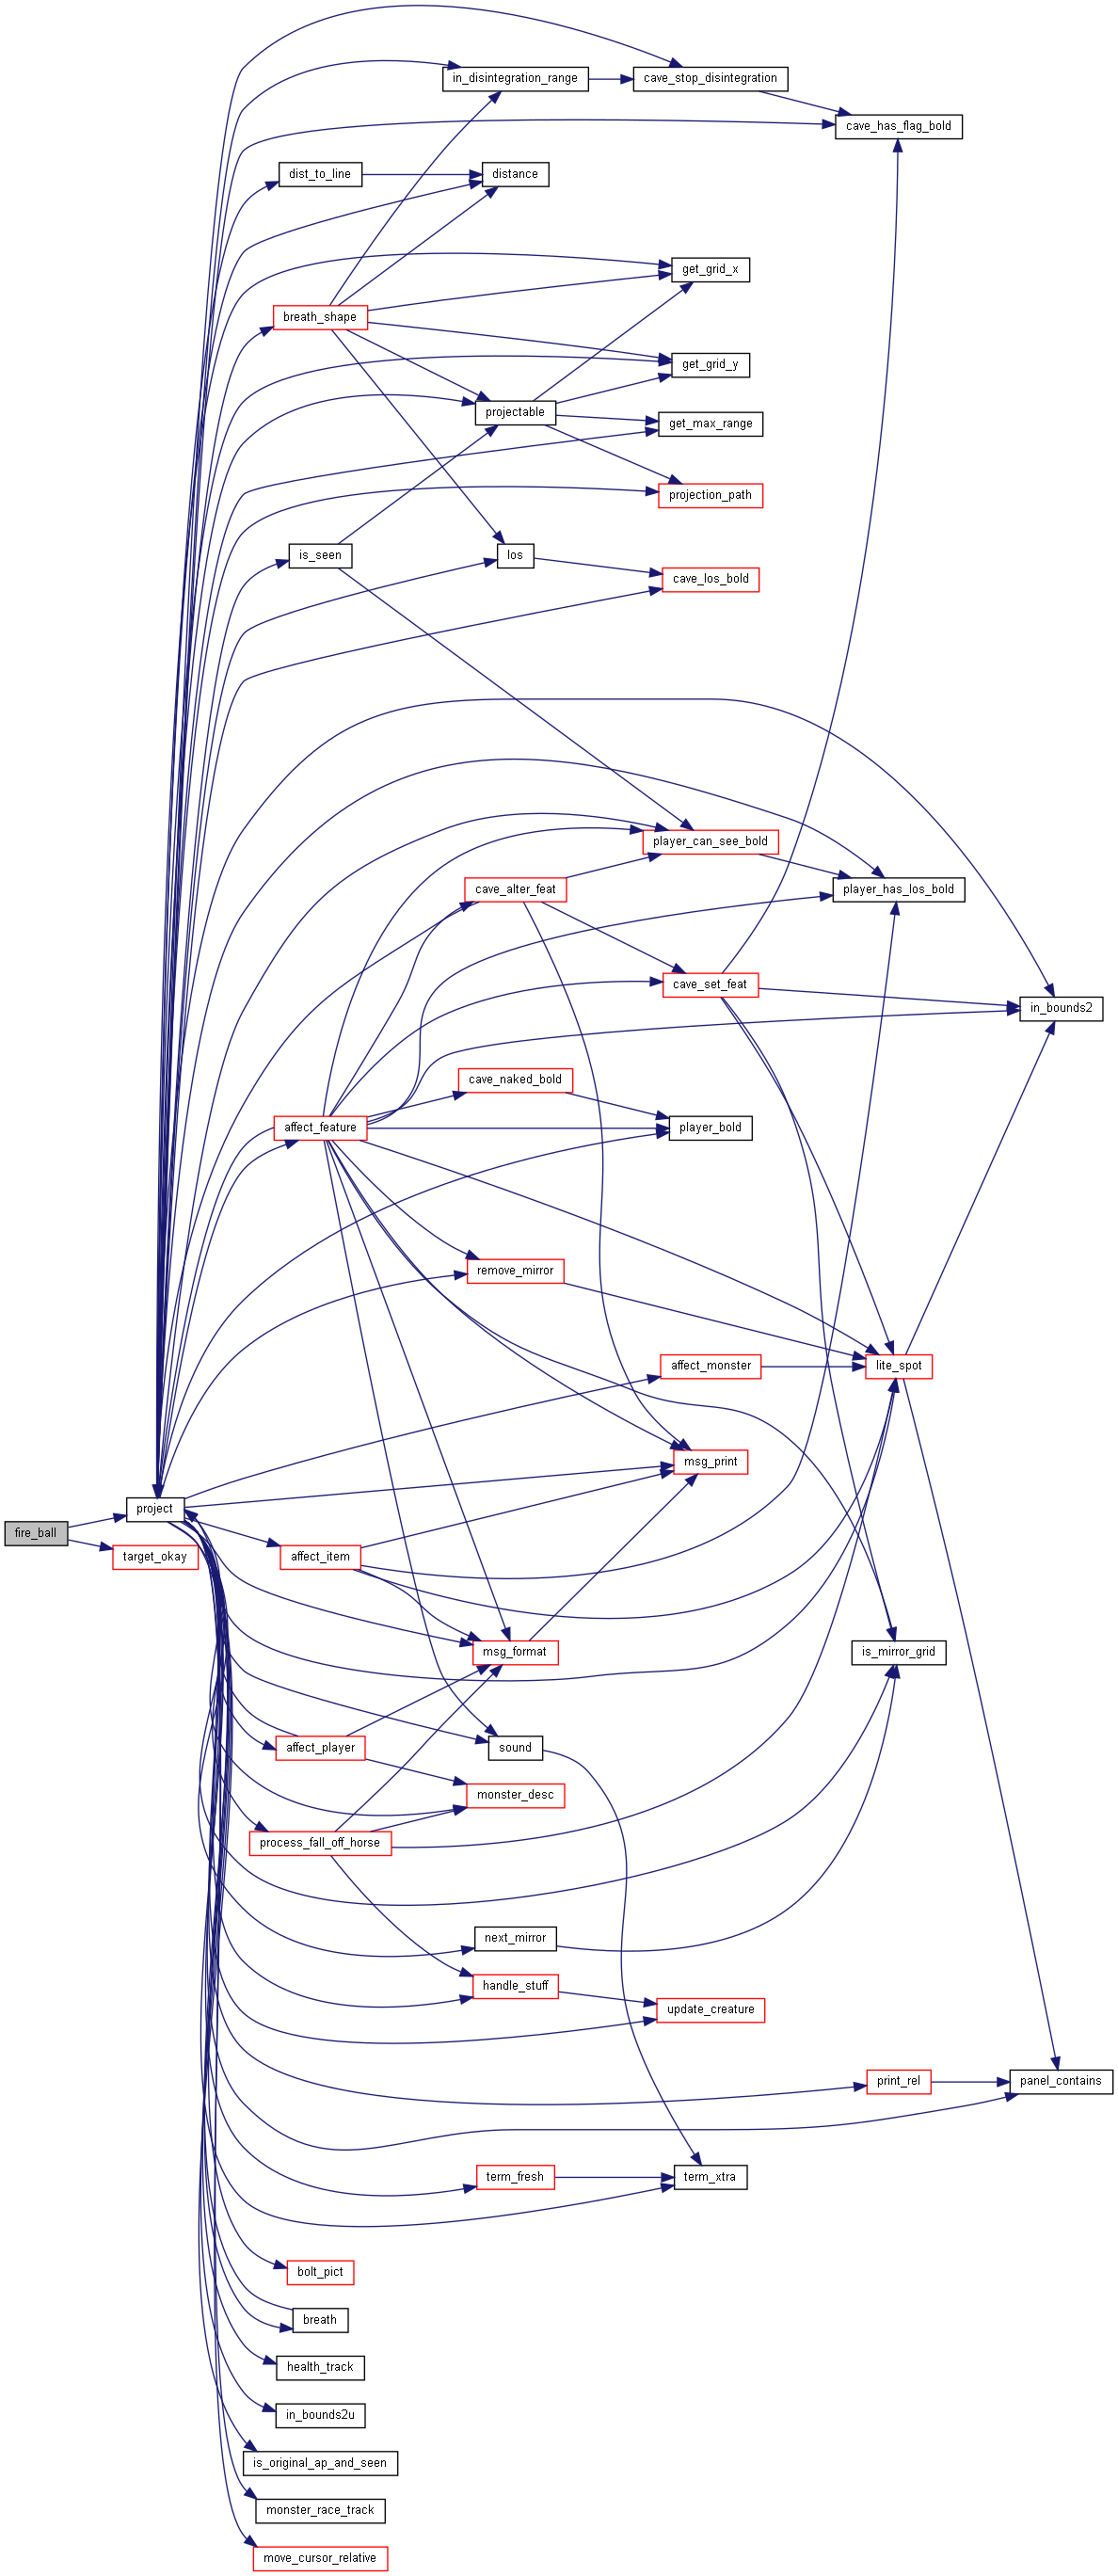 in_disintegration_range
cave_stop_disintegration
cave_has_flag_bold
dist_to_line
distance
get_grid_x
breath_shape
get_grid_y
projectable
get_max_range
projection_path
is_seen
los
cave_los_bold
player_can_see_bold
cave_alter_feat
player_has_los_bold
cave_set_feat
in_bounds2
cave_naked_bold
affect_feature
player_bold
remove_mirror
affect_monster
lite_spot
msg_print
project
fire_ball
target_okay
affect_item
msg_format
is_mirror_grid
affect_player
sound
monster_desc
process_fall_off_horse
next_mirror
handle_stuff
update_creature
print_rel
panel_contains
term_fresh
term_xtra
bolt_pict
breath
health_track
in_bounds2u
is_original_ap_and_seen
monster_race_track
move_cursor_relative